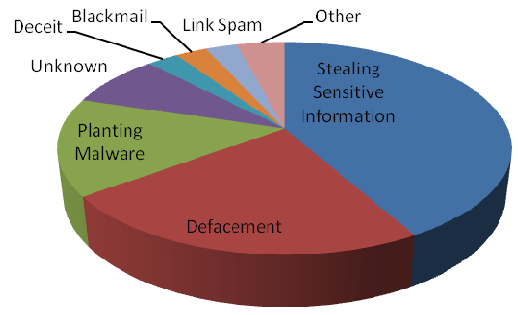 Blackmail
Other
Deceit
Link Spam
Unknown
Stealing
Sensitive
Information
Planting
Malware
Defacement